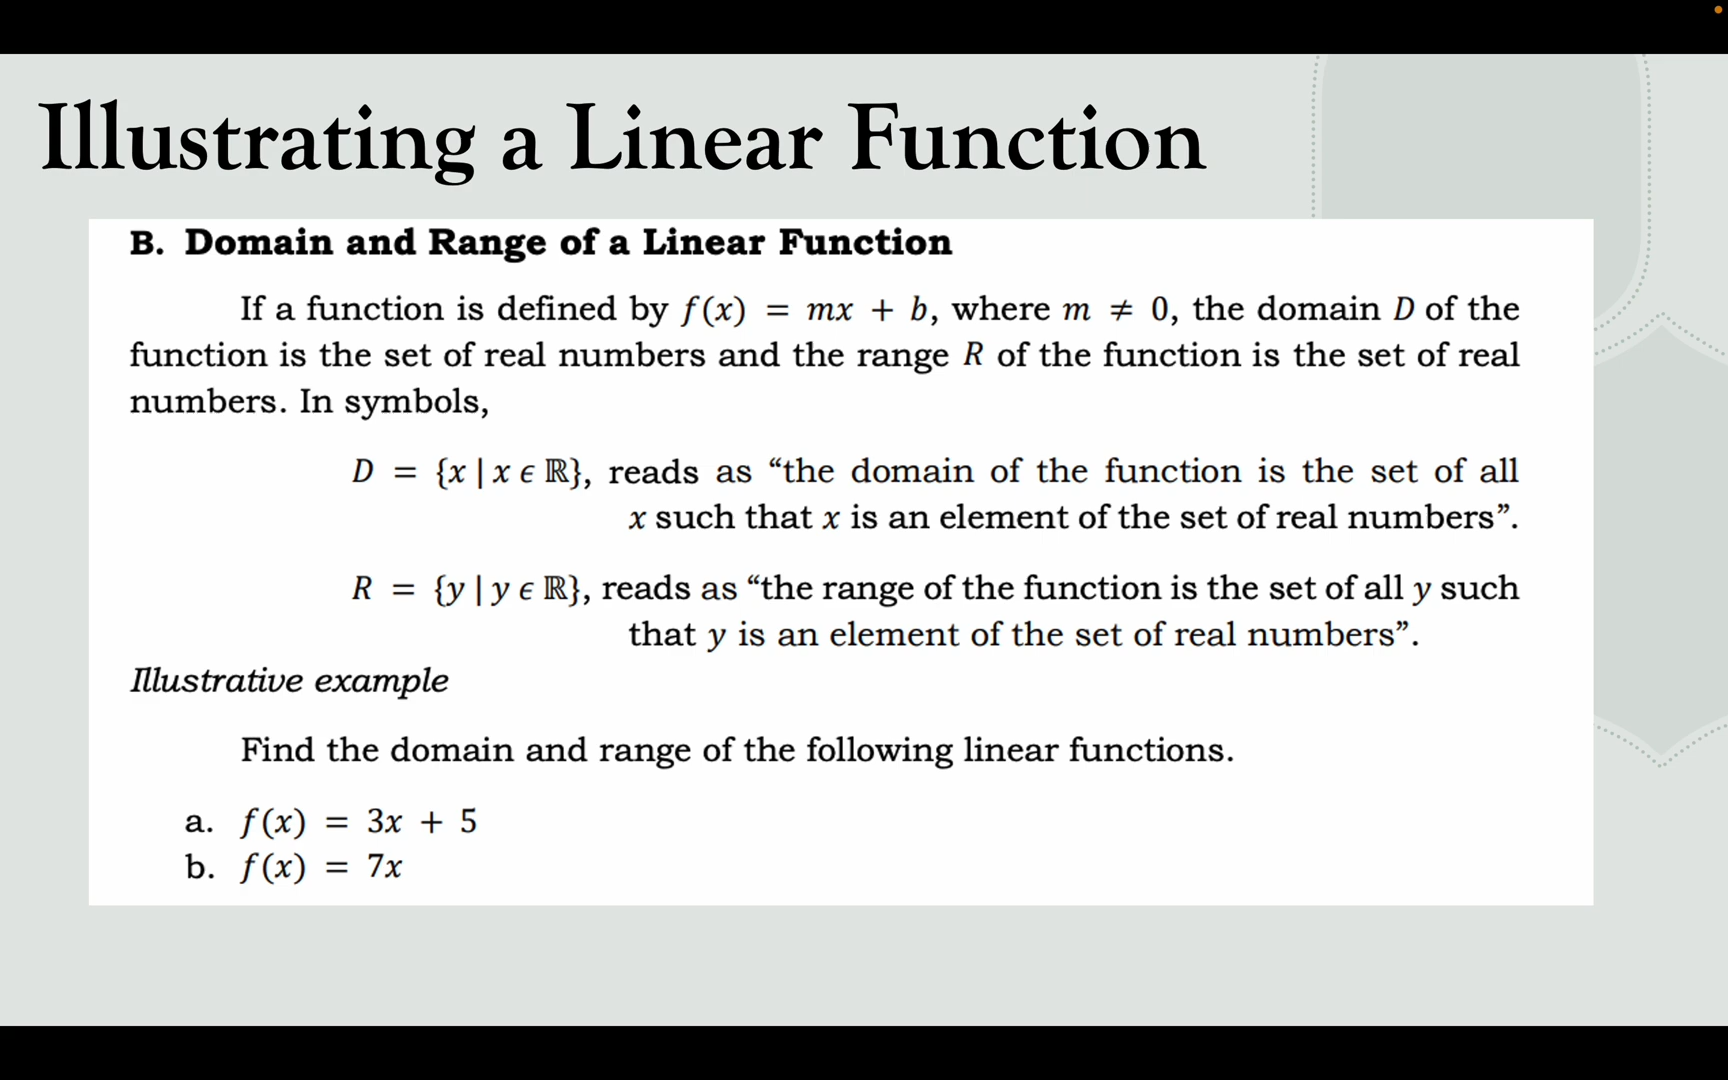 Illustrating a Linear Function
B. Domain and Range of a Linear Function
If a function is defined by f(x) = mx + b, where m ≠ 0, the domain D of the
function is the set of real numbers and the range R of the function is the set of real
numbers. In symbols,
D = {x | x ϵ ℝ}, reads as “the domain of the function is the set of all
x such that x is an element of the set of real numbers”.
R = {y | y ϵ ℝ}, reads as “the range of the function is the set of all y such
that y is an element of the set of real numbers”.
Illustrative example
Find the domain and range of the following linear functions.
a. f(x) = 3x + 5
b. f(x) = 7x